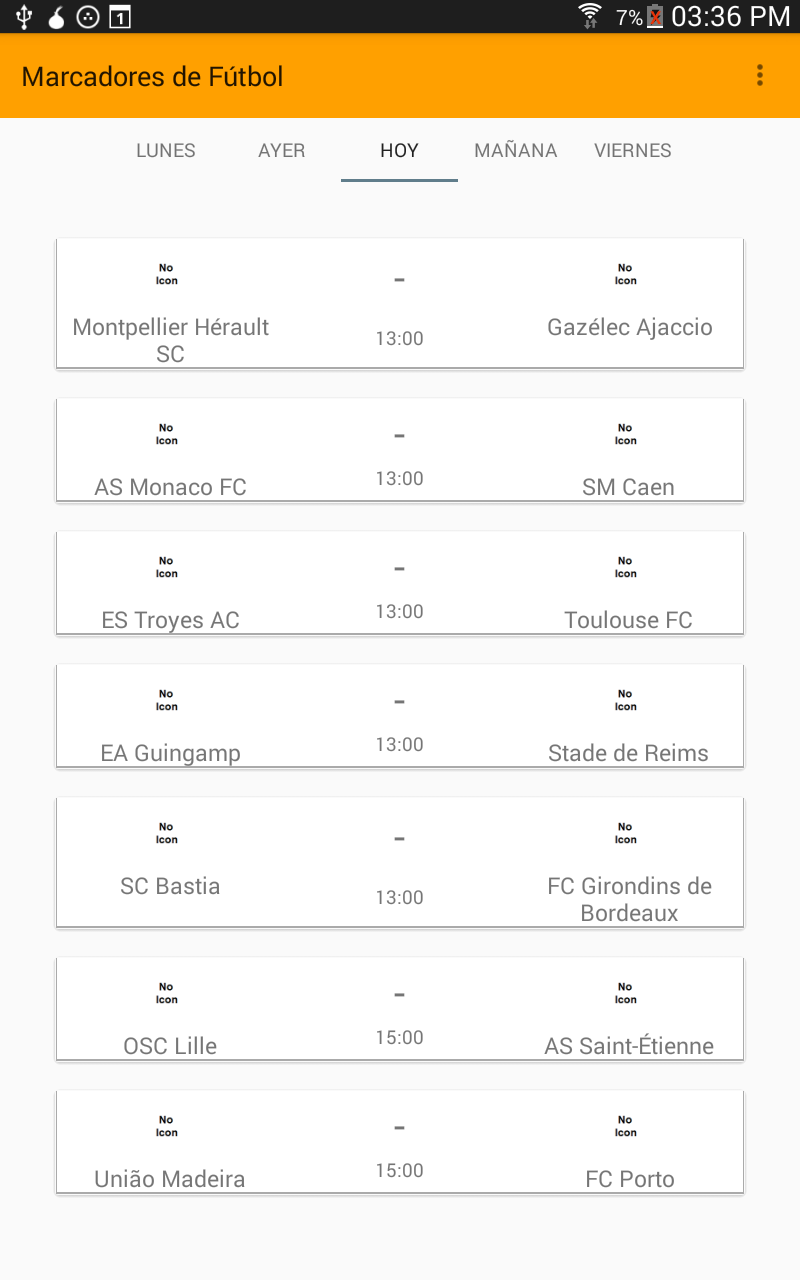 1 7% 03:36 PM
Marcadores de Fútbol
LUNES AYER HOY MAÑANA VIERNES
No Icon - No Icon
Montpellier Hérault SC 13:00 Gazélec Ajaccio
No Icon - No Icon
AS Monaco FC 13:00 SM Caen
No Icon - No Icon
ES Troyes AC 13:00 Toulouse FC
No Icon - No Icon
EA Guingamp 13:00 Stade de Reims
No Icon - No Icon
SC Bastia 13:00 FC Girondins de Bordeaux
No Icon - No Icon
OSC Lille 15:00 AS Saint-Étienne
No Icon - No Icon
União Madeira 15:00 FC Porto